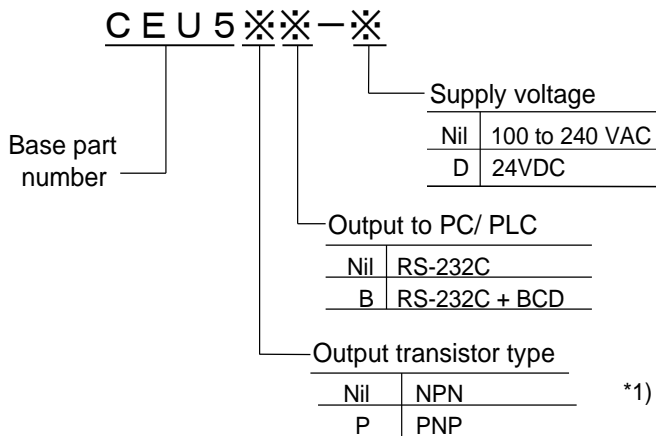 CEU5※※-※
Supply voltage
Nil 100 to 240 VAC
D 24VDC
Base part
number
Output to PC/ PLC
Nil RS-232C
B RS-232C + BCD
Output transistor type
Nil NPN *1)
P PNP